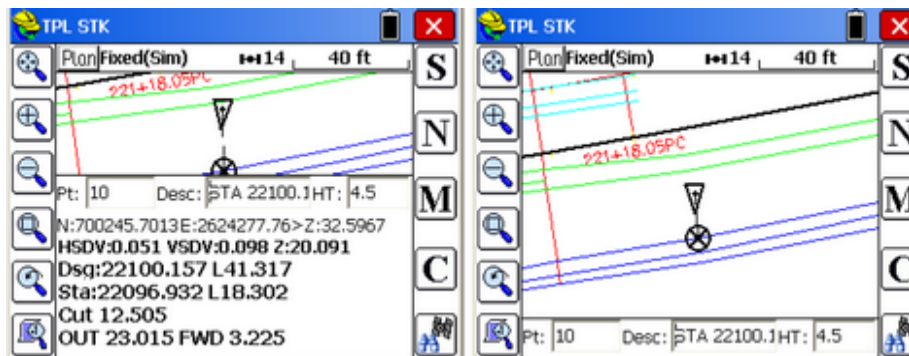 TPL STK
Plan Fixed(Sim) 14 40 ft
S
221+18.05PC
N
Pt: 10 Desc: STA 22100.1 HT: 4.5
M
N:700245.7013 E:2624277.76> Z:32.5967
HSDV:0.051 VSDV:0.098 Z:20.091
Dsg:22100.157 L41.317
C
Sta:22096.932 L18.302
Cut 12.505
OUT 23.015 FWD 3.225
TPL STK
Plan Fixed(Sim) 14 40 ft
S
221+18.05PC
N
M
C
Pt: 10 Desc: STA 22100.1 HT: 4.5